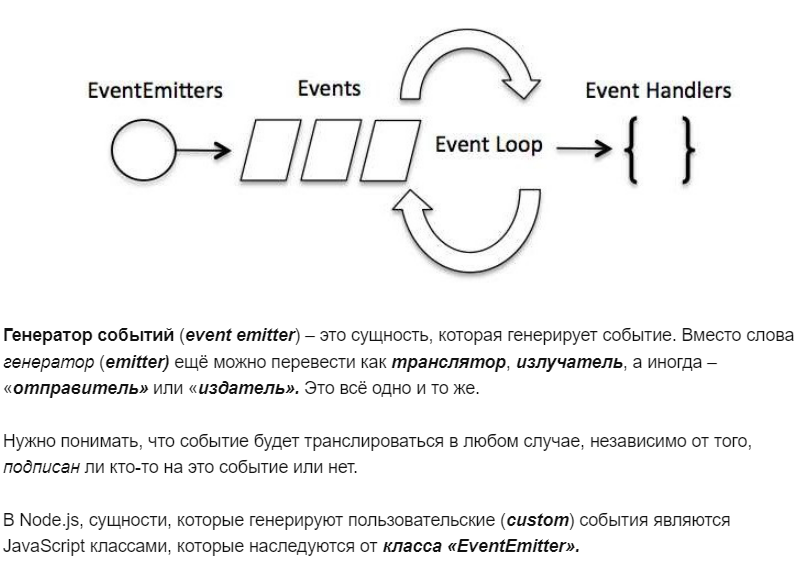 EventEmitters
Events
Event Loop
Event Handlers
{ }
Генератор событий (event emitter) – это сущность, которая генерирует событие. Вместо слова
генератор (emitter) ещё можно перевести как транслятор, излучатель, а иногда –
«отправитель» или «издатель». Это всё одно и то же.
Нужно понимать, что событие будет транслироваться в любом случае, независимо от того,
подписан ли кто-то на это событие или нет.
В Node.js, сущности, которые генерируют пользовательские (custom) события являются
JavaScript классами, которые наследуются от класса «EventEmitter».